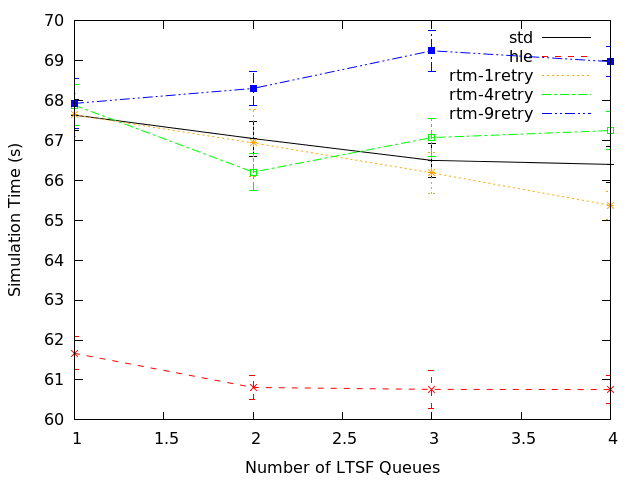 70
69
68
67
66
65
64
63
62
61
60
1
1.5
2
2.5
3
3.5
4
Simulation Time (s)
Number of LTSF Queues
std
hle
rtm-1retry
rtm-4retry
rtm-9retry